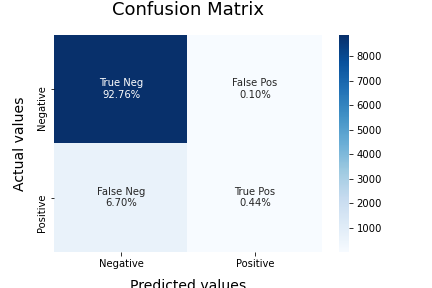 Confusion Matrix
Actual values
Negative
Positive
True Neg
92.76%
False Pos
0.10%
False Neg
6.70%
True Pos
0.44%
Negative
Positive
Predicted values
8000
7000
6000
5000
4000
3000
2000
1000